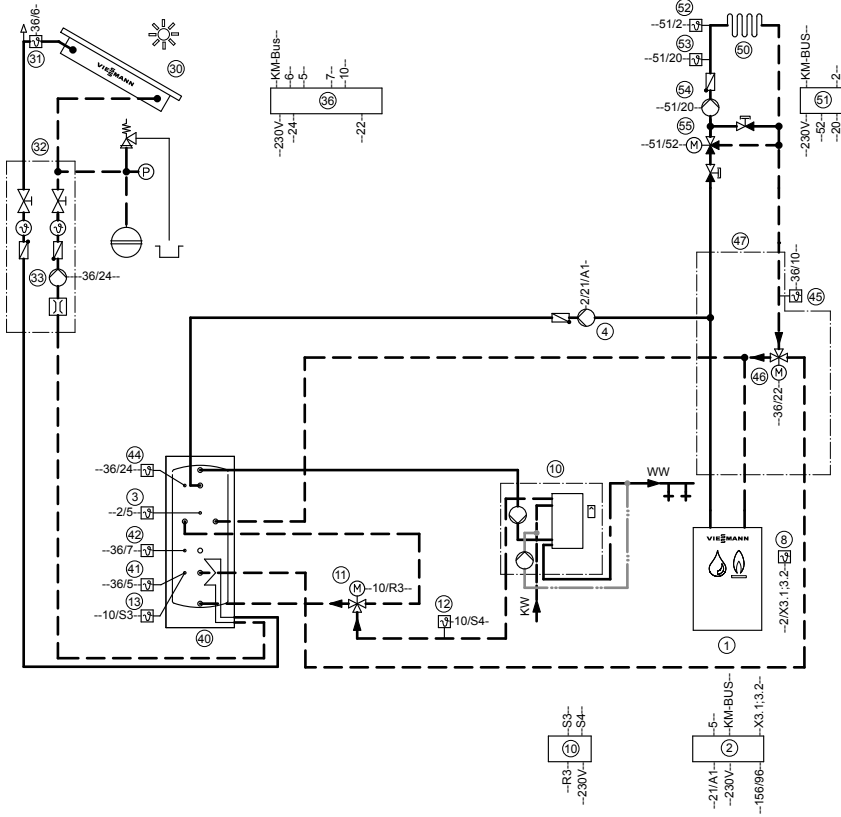 --36/6-
31
VIESMANN
30
32
P
33
--36/24--
--KM-Bus--
--6--
--5--
--7--
--10--
36
--230V--
--24--
--22--
52
--51/2--
53
--51/20--
50
54
--51/20--
55
--51/52--
M
--KM-BUS--
2--
51
--230V--
--52--
--20--
47
--36/10--
45
46
M
--36/22--
--2/21/A1-
4
44
--36/24--
3
--2/5--
42
--36/7--
41
--36/5--
13
--10/S3--
40
11
M
--10/R3--
12
--10/S4-
10
KW
WW
VIESMANN
1
8
--2/X3.1;3.2--
--S3--
--S4--
10
--R3--
--230V--
5--
--KM-BUS--
--X3.1;3.2--
2
--21/A1--
--230V--
--156/96--